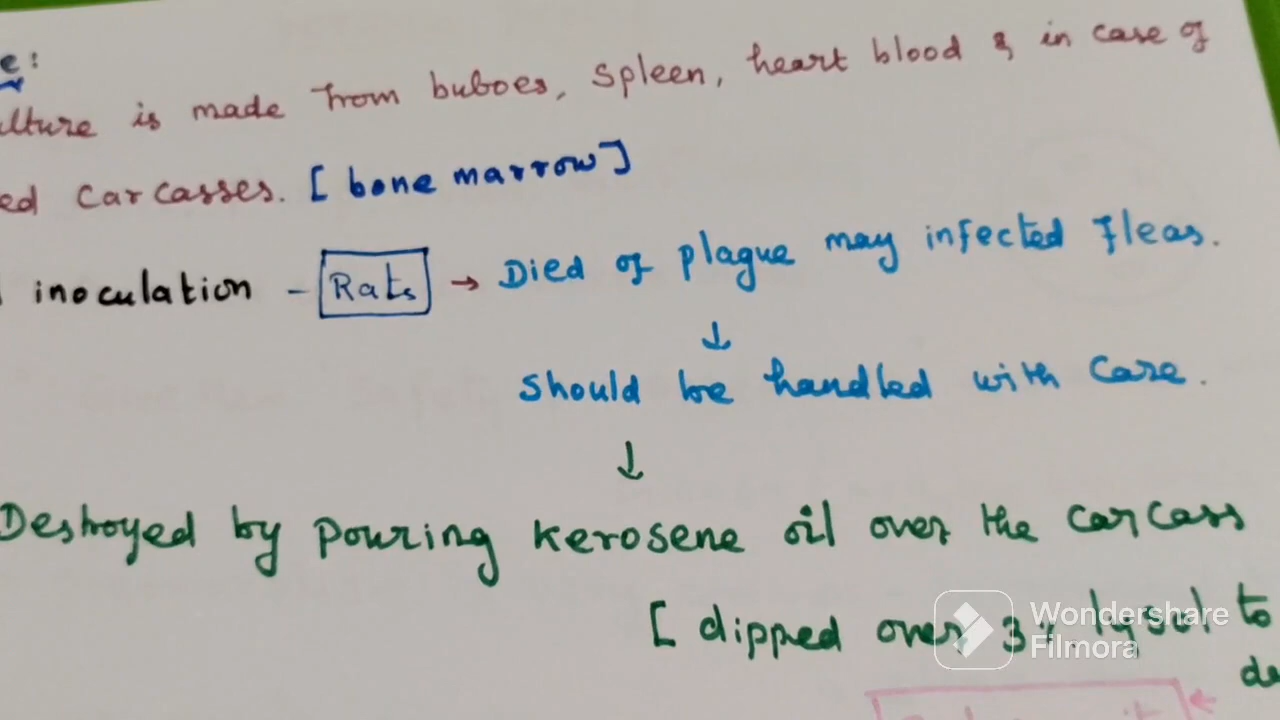 e:
ulture is made from buboes, spleen, heart blood & in case of
ed carcasses. [bone marrow]
inoculation - Rats → Died of plague may infected fleas.
↓
should be handled with care.
↓
Destroyed by pouring kerosene oil over the carcass
[dipped over 3% lysol to
de
Wondershare
Filmora